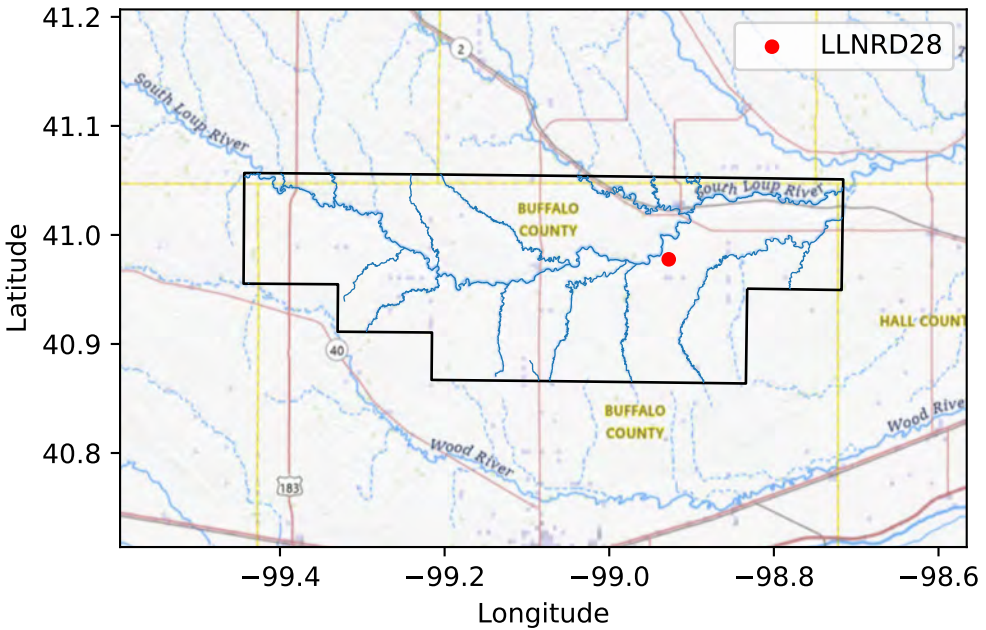 41.2
41.1
41.0
40.9
40.8
Latitude
LLNRD28
2
South Loup River
South Loup River
BUFFALO
COUNTY
HALL COUNT
40
BUFFALO
COUNTY
Wood River
Wood Rive
183
−99.4
−99.2
−99.0
−98.8
−98.6
Longitude